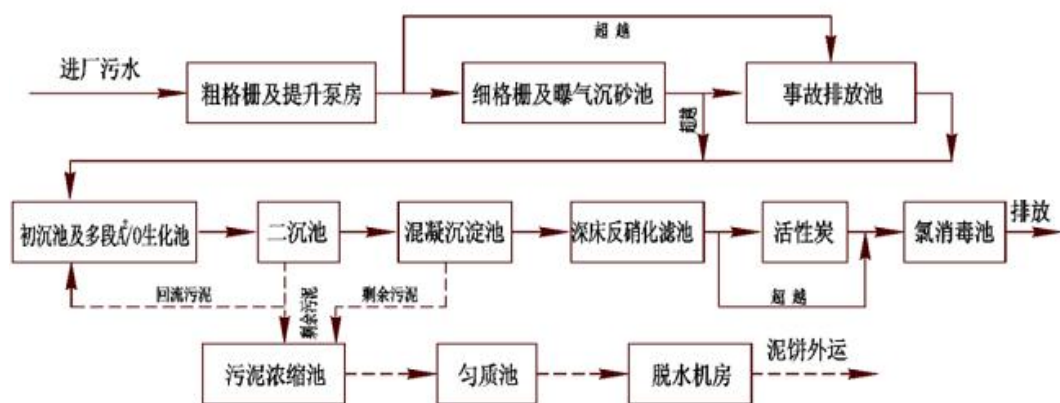 超越
进厂污水
粗格栅及提升泵房
细格栅及曝气沉砂池
超越
事故排放池
初沉池及多段A²/O生化池
二沉池
混凝沉淀池
深床反硝化滤池
活性炭
氯消毒池
排放
回流污泥
剩余污泥
剩余污泥
超越
污泥浓缩池
匀质池
脱水机房
泥饼外运